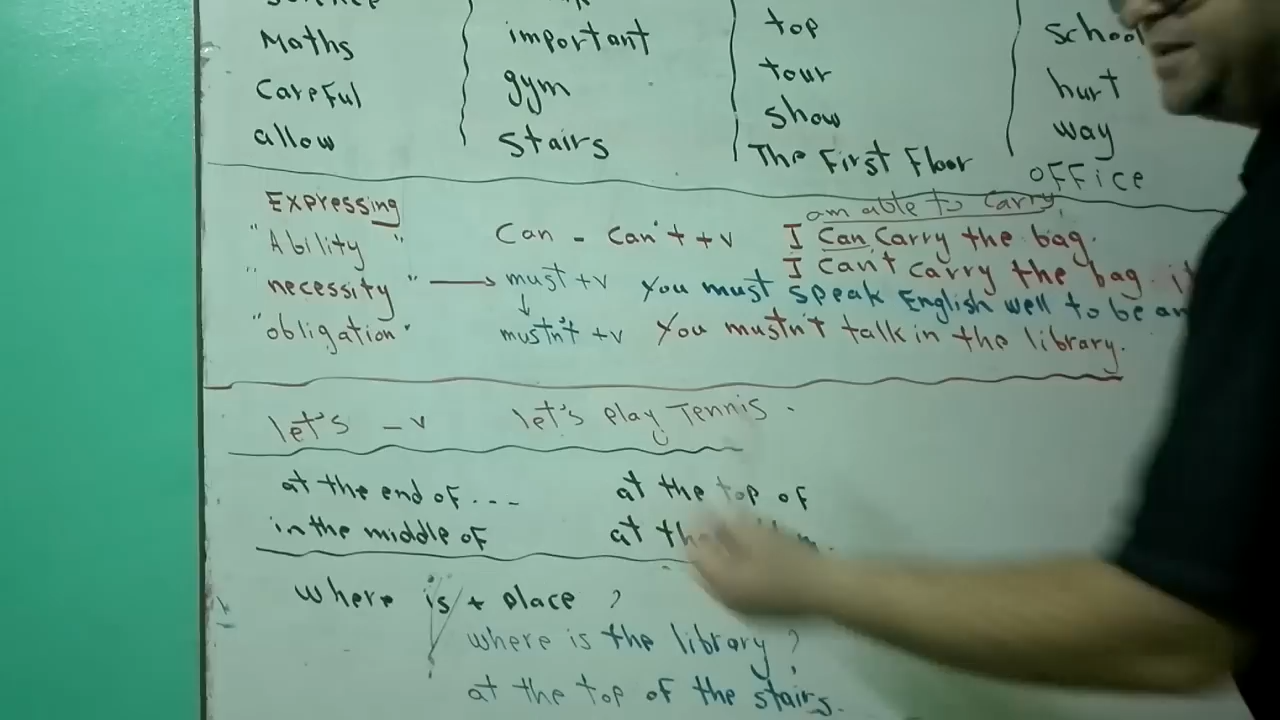 Maths important top school
Careful gym tour hurt
allow stairs show way
The First Floor office
Expressing am able to carry
"Ability" Can - Can't + v I Can Carry the bag.
I Can't carry the bag
"necessity" → must + v You must speak English well to be an
↓
"obligation" mustn't + v You mustn't talk in the library.
let's - v let's play Tennis.
at the end of ... at the top of
in the middle of at
where is + place ?
where is the library ?
at the top of the stairs.